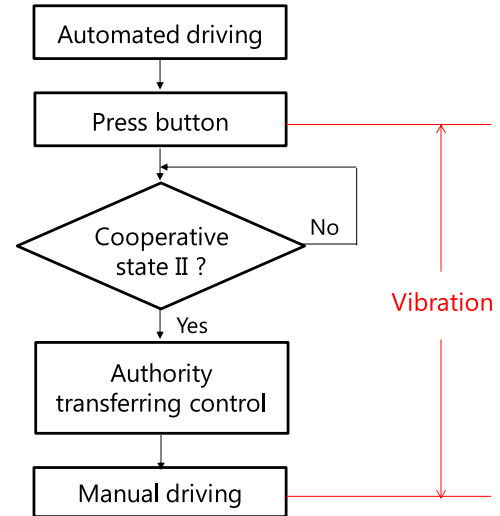 Automated driving
Press button
No
Cooperative
state II ?
Vibration
Yes
Authority
transferring control
Manual driving